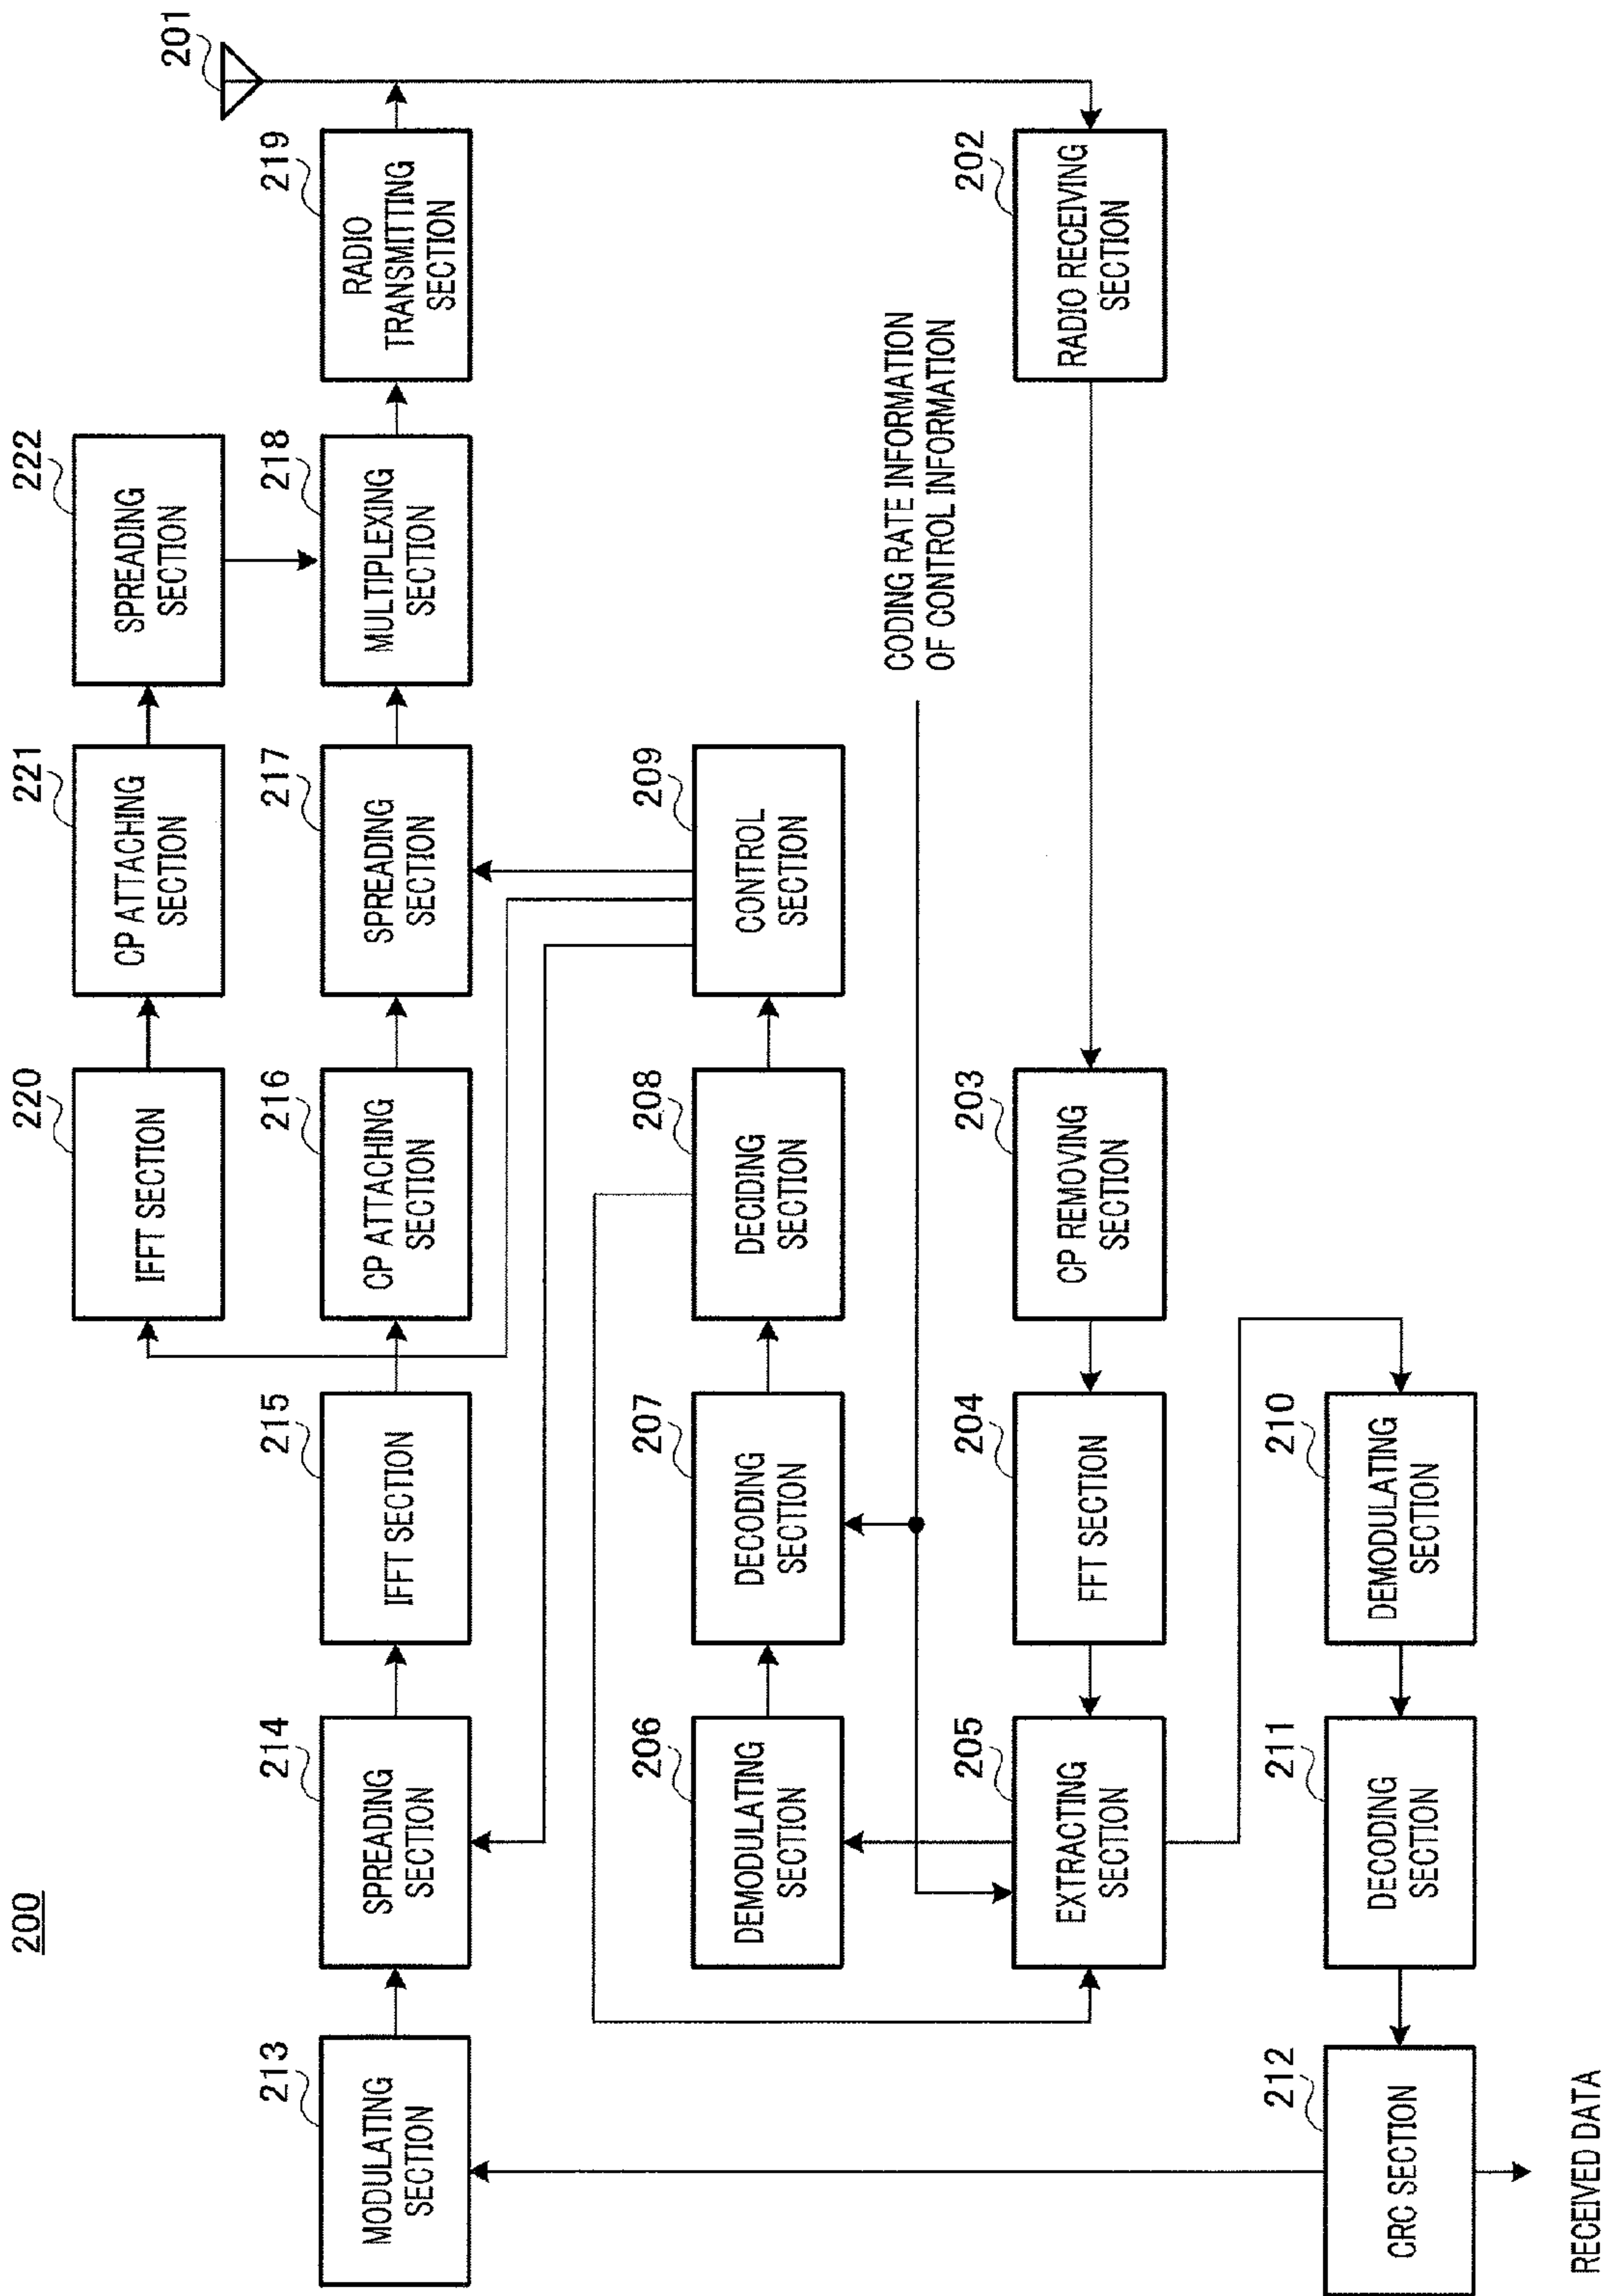 200
201
222
SPREADING
SECTION
221
CP ATTACHING
SECTION
220
IFFT SECTION
213
MODULATING
SECTION
214
SPREADING
SECTION
215
IFFT SECTION
216
CP ATTACHING
SECTION
217
SPREADING
SECTION
218
MULTIPLEXING
SECTION
219
RADIO
TRANSMITTING
SECTION
206
DEMODULATING
SECTION
207
DECODING
SECTION
208
DECIDING
SECTION
209
CONTROL
SECTION
CODING RATE INFORMATION
OF CONTROL INFORMATION
205
EXTRACTING
SECTION
204
FFT SECTION
203
CP REMOVING
SECTION
202
RADIO RECEIVING
SECTION
212
CRC SECTION
211
DECODING
SECTION
210
DEMODULATING
SECTION
RECEIVED DATA